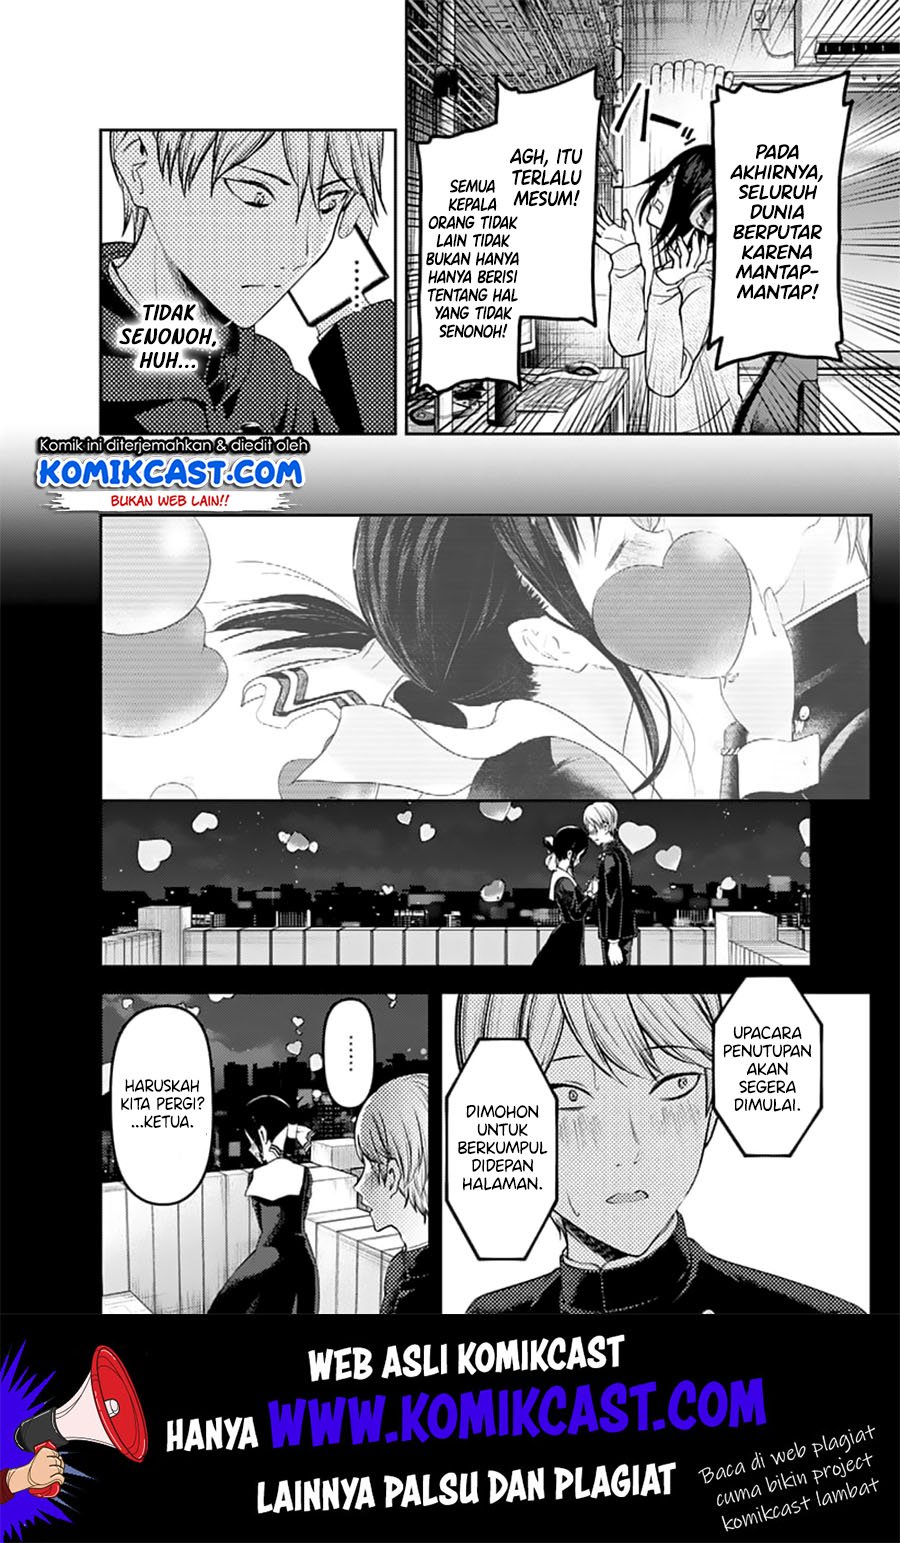 PADA
AKHIRNYA,
SELURUH
DUNIA
BERPUTAR
KARENA
MANTAP-
MANTAP!
AGH, ITU
TERLALU
MESUM!
SEMUA
KEPALA
ORANG TIDAK
LAIN TIDAK
BUKAN HANYA
HANYA BERISI
TENTANG HAL
YANG TIDAK
SENONOH!
......
TIDAK
SENONOH,
HUH...
Komik ini diterjemahkan & diedit oleh
KOMIKCAST.COM
BUKAN WEB LAIN!!
UPACARA
PENUTUPAN
AKAN
SEGERA
DIMULAI.
DIMOHON
UNTUK
BERKUMPUL
DIDEPAN
HALAMAN.
......
HARUSKAH
KITA PERGI?
...KETUA.
WEB ASLI KOMIKCAST
HANYA WWW.KOMIKCAST.COM
LAINNYA PALSU DAN PLAGIAT
Baca di web plagiat
cuma bikin project
komikcast lambat